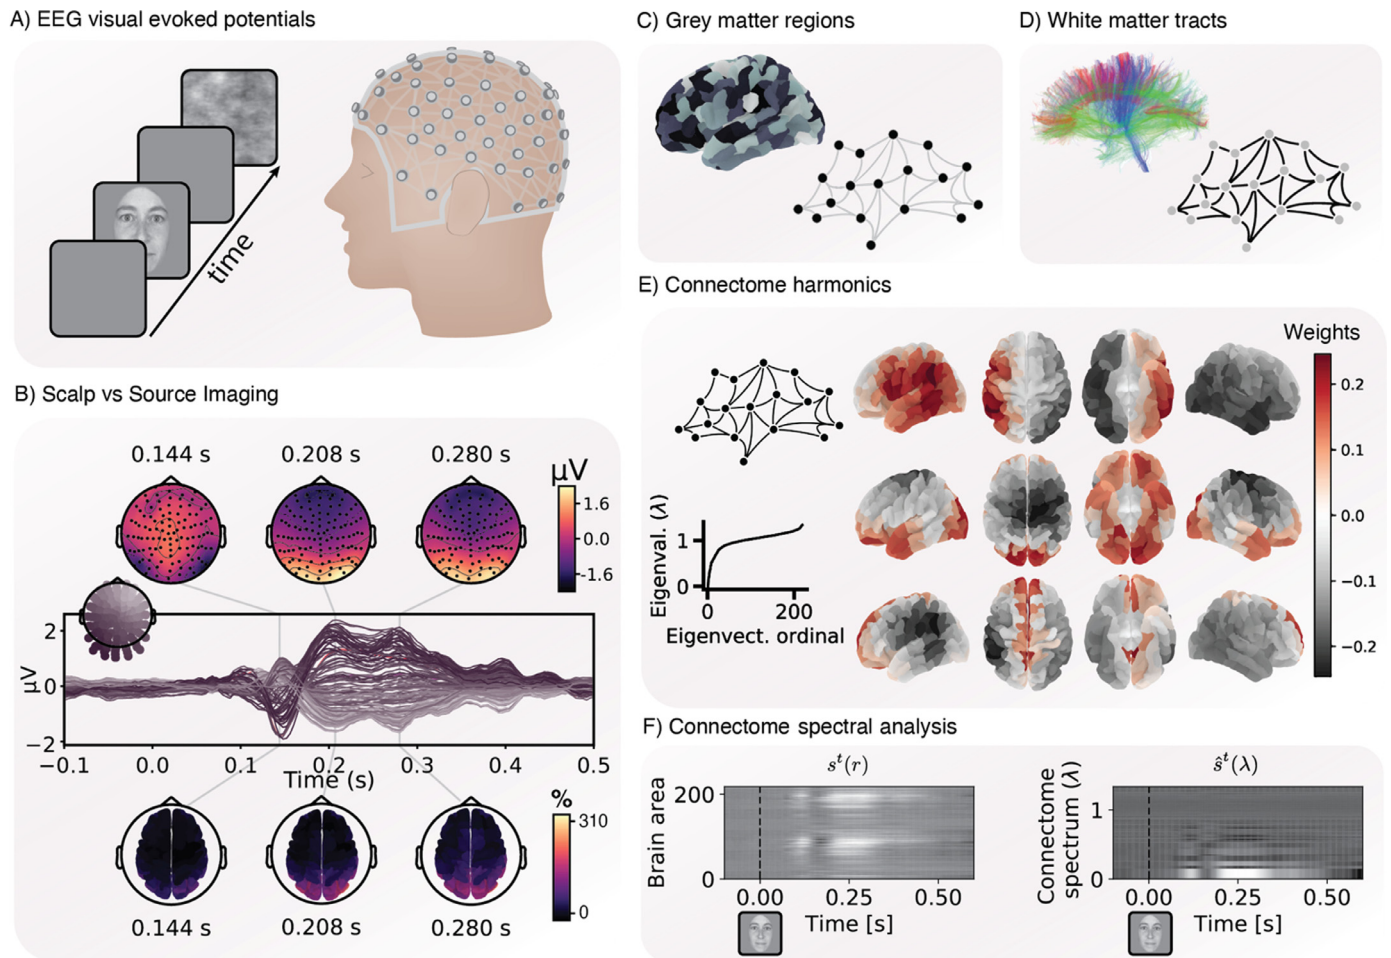 A) EEG visual evoked potentials
time
B) Scalp vs Source Imaging
0.144 s 0.208 s 0.280 s
µV
1.6
0.0
-1.6
2
0
−2
µV
−0.1 0.0 0.1 0.2 0.3 0.4 0.5
Time (s)
%
310
0
0.144 s 0.208 s 0.280 s
C) Grey matter regions
D) White matter tracts
E) Connectome harmonics
Weights
0.2
0.1
0.0
−0.1
−0.2
Eigenval. (λ)
1
0
0 200
Eigenvect. ordinal
F) Connectome spectral analysis
sᵗ(r)
Brain area
200
0
0.00 0.25 0.50
Time [s]
ŝᵗ(λ)
Connectome
spectrum (λ)
1
0
0.00 0.25 0.50
Time [s]